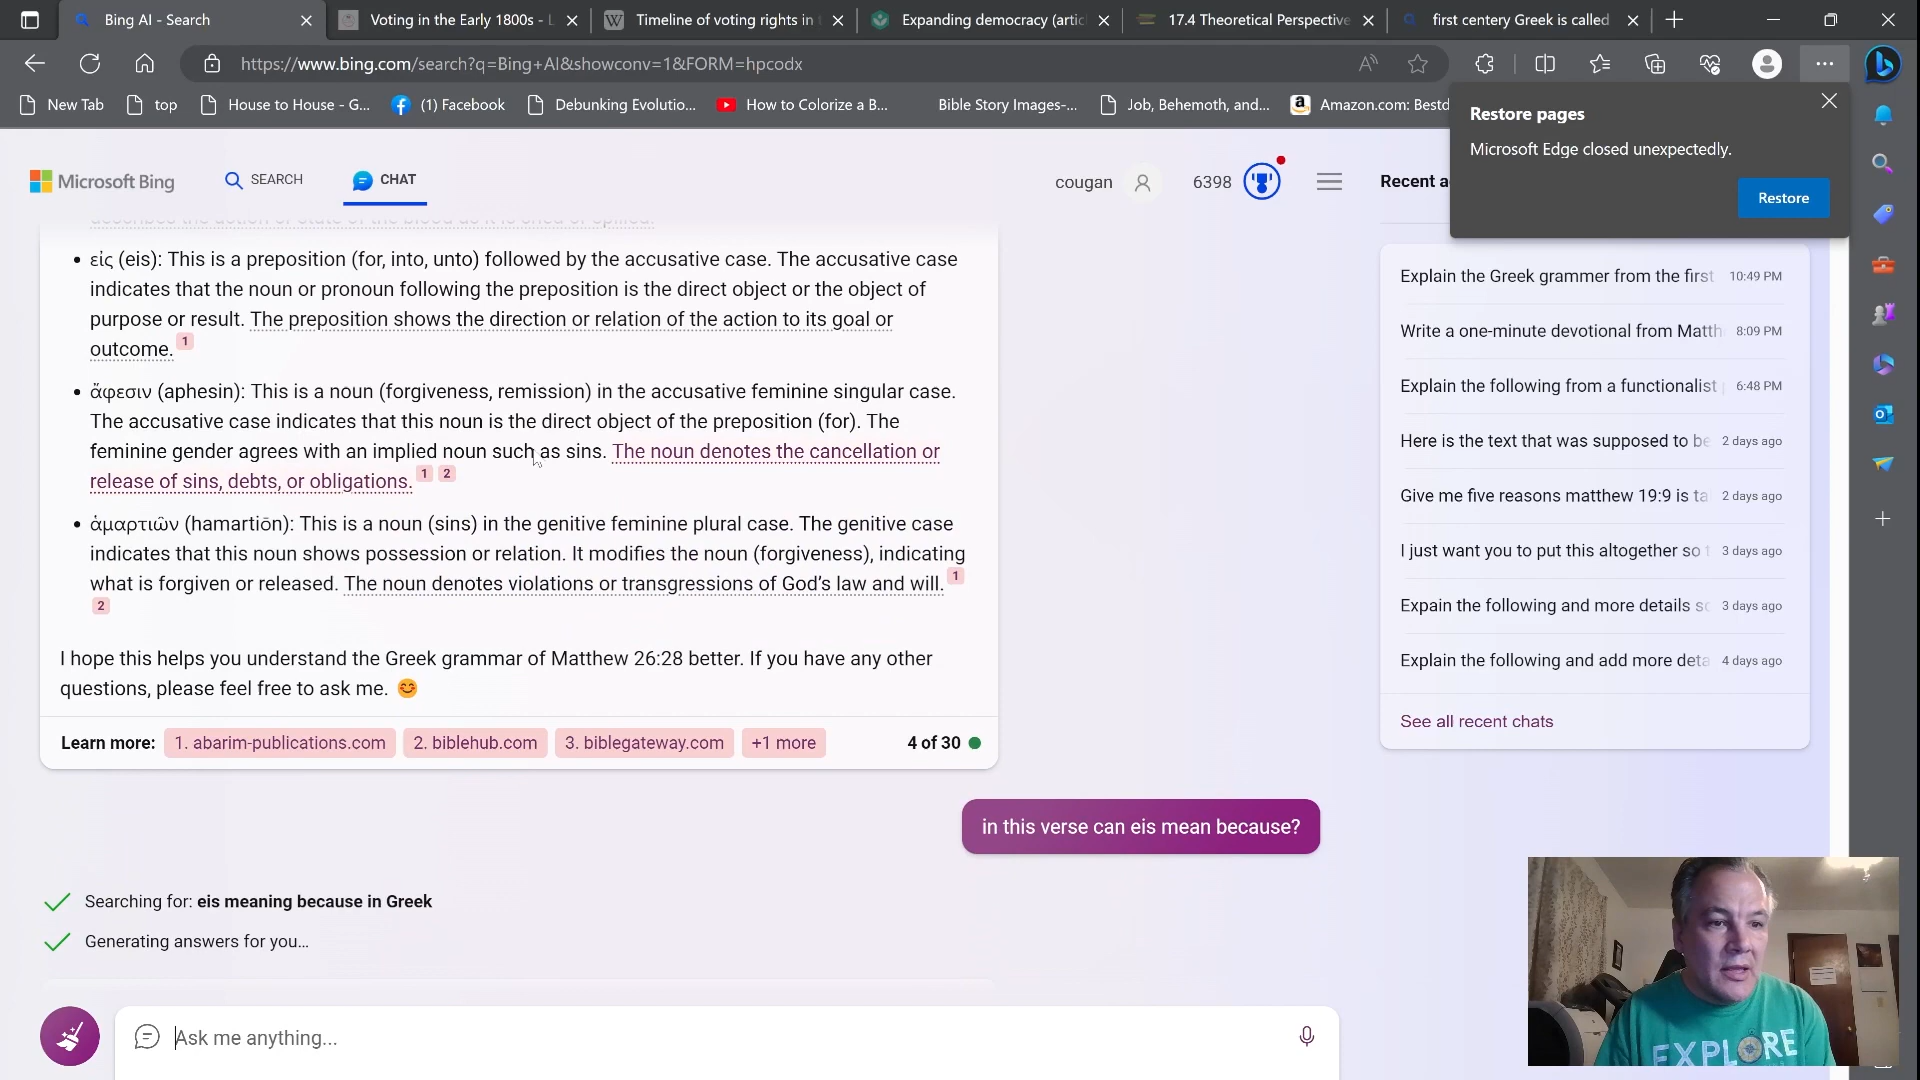 Bing AI - Search
Voting in the Early 1800s - L
Timeline of voting rights in
Expanding democracy (artic
17.4 Theoretical Perspective
first centery Greek is called
https://www.bing.com/search?q=Bing+AI&showconv=1&FORM=hpcodx
New Tab
top
House to House - G...
(1) Facebook
Debunking Evolutio...
How to Colorize a B...
Bible Story Images-...
Job, Behemoth, and...
Amazon.com: Bestd
Restore pages
Microsoft Edge closed unexpectedly.
Restore
Microsoft Bing
SEARCH
CHAT
cougan
6398
Recent a
described the action or state of the blood as it is shed or spilled.
• εἰς (eis): This is a preposition (for, into, unto) followed by the accusative case. The accusative case
indicates that the noun or pronoun following the preposition is the direct object or the object of
purpose or result. The preposition shows the direction or relation of the action to its goal or
outcome. 1
• ἄφεσιν (aphesin): This is a noun (forgiveness, remission) in the accusative feminine singular case.
The accusative case indicates that this noun is the direct object of the preposition (for). The
feminine gender agrees with an implied noun such as sins. The noun denotes the cancellation or
release of sins, debts, or obligations. 1 2
• ἁμαρτιῶν (hamartiōn): This is a noun (sins) in the genitive feminine plural case. The genitive case
indicates that this noun shows possession or relation. It modifies the noun (forgiveness), indicating
what is forgiven or released. The noun denotes violations or transgressions of God's law and will. 1
2
I hope this helps you understand the Greek grammar of Matthew 26:28 better. If you have any other
questions, please feel free to ask me. 😊
Learn more: 1. abarim-publications.com 2. biblehub.com 3. biblegateway.com +1 more 4 of 30
in this verse can eis mean because?
Searching for: eis meaning because in Greek
Generating answers for you...
Ask me anything...
Explain the Greek grammer from the first 10:49 PM
Write a one-minute devotional from Matth 8:09 PM
Explain the following from a functionalist 6:48 PM
Here is the text that was supposed to be 2 days ago
Give me five reasons matthew 19:9 is ta 2 days ago
I just want you to put this altogether so 3 days ago
Expain the following and more details so 3 days ago
Explain the following and add more deta 4 days ago
See all recent chats
EXPLORE